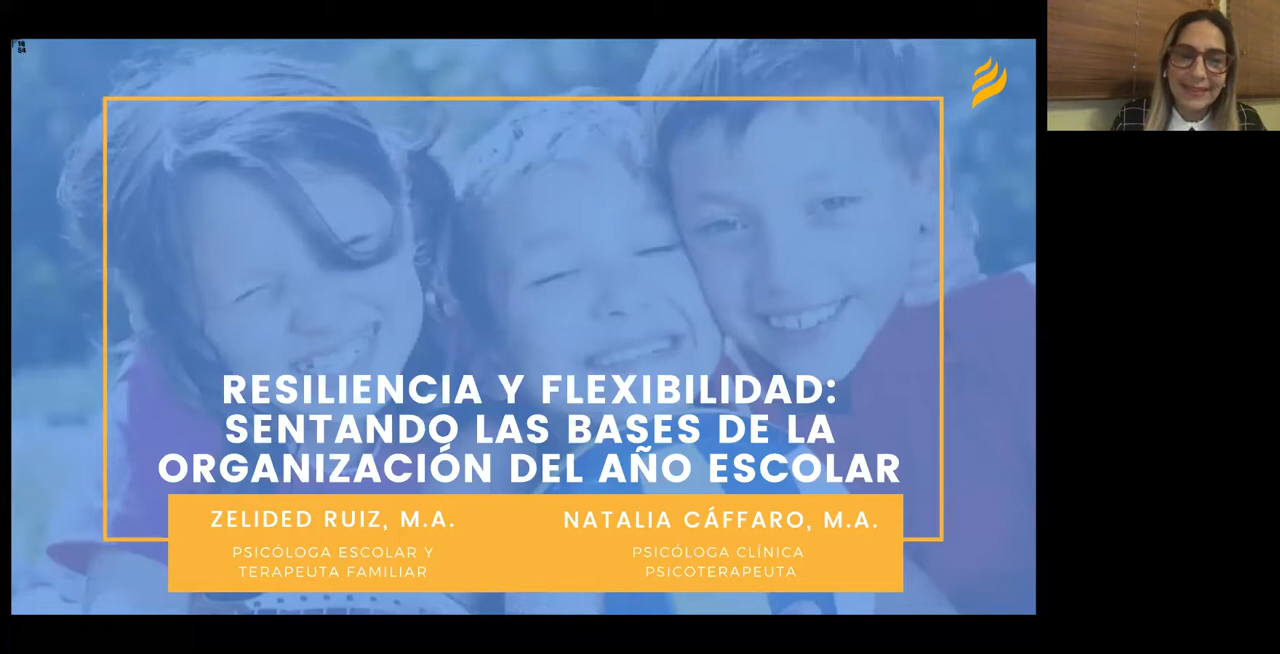 RESILIENCIA Y FLEXIBILIDAD:
SENTANDO LAS BASES DE LA
ORGANIZACIÓN DEL AÑO ESCOLAR
ZELIDED RUIZ, M.A.
PSICÓLOGA ESCOLAR Y
TERAPEUTA FAMILIAR
NATALIA CÁFFARO, M.A.
PSICÓLOGA CLÍNICA
PSICOTERAPEUTA